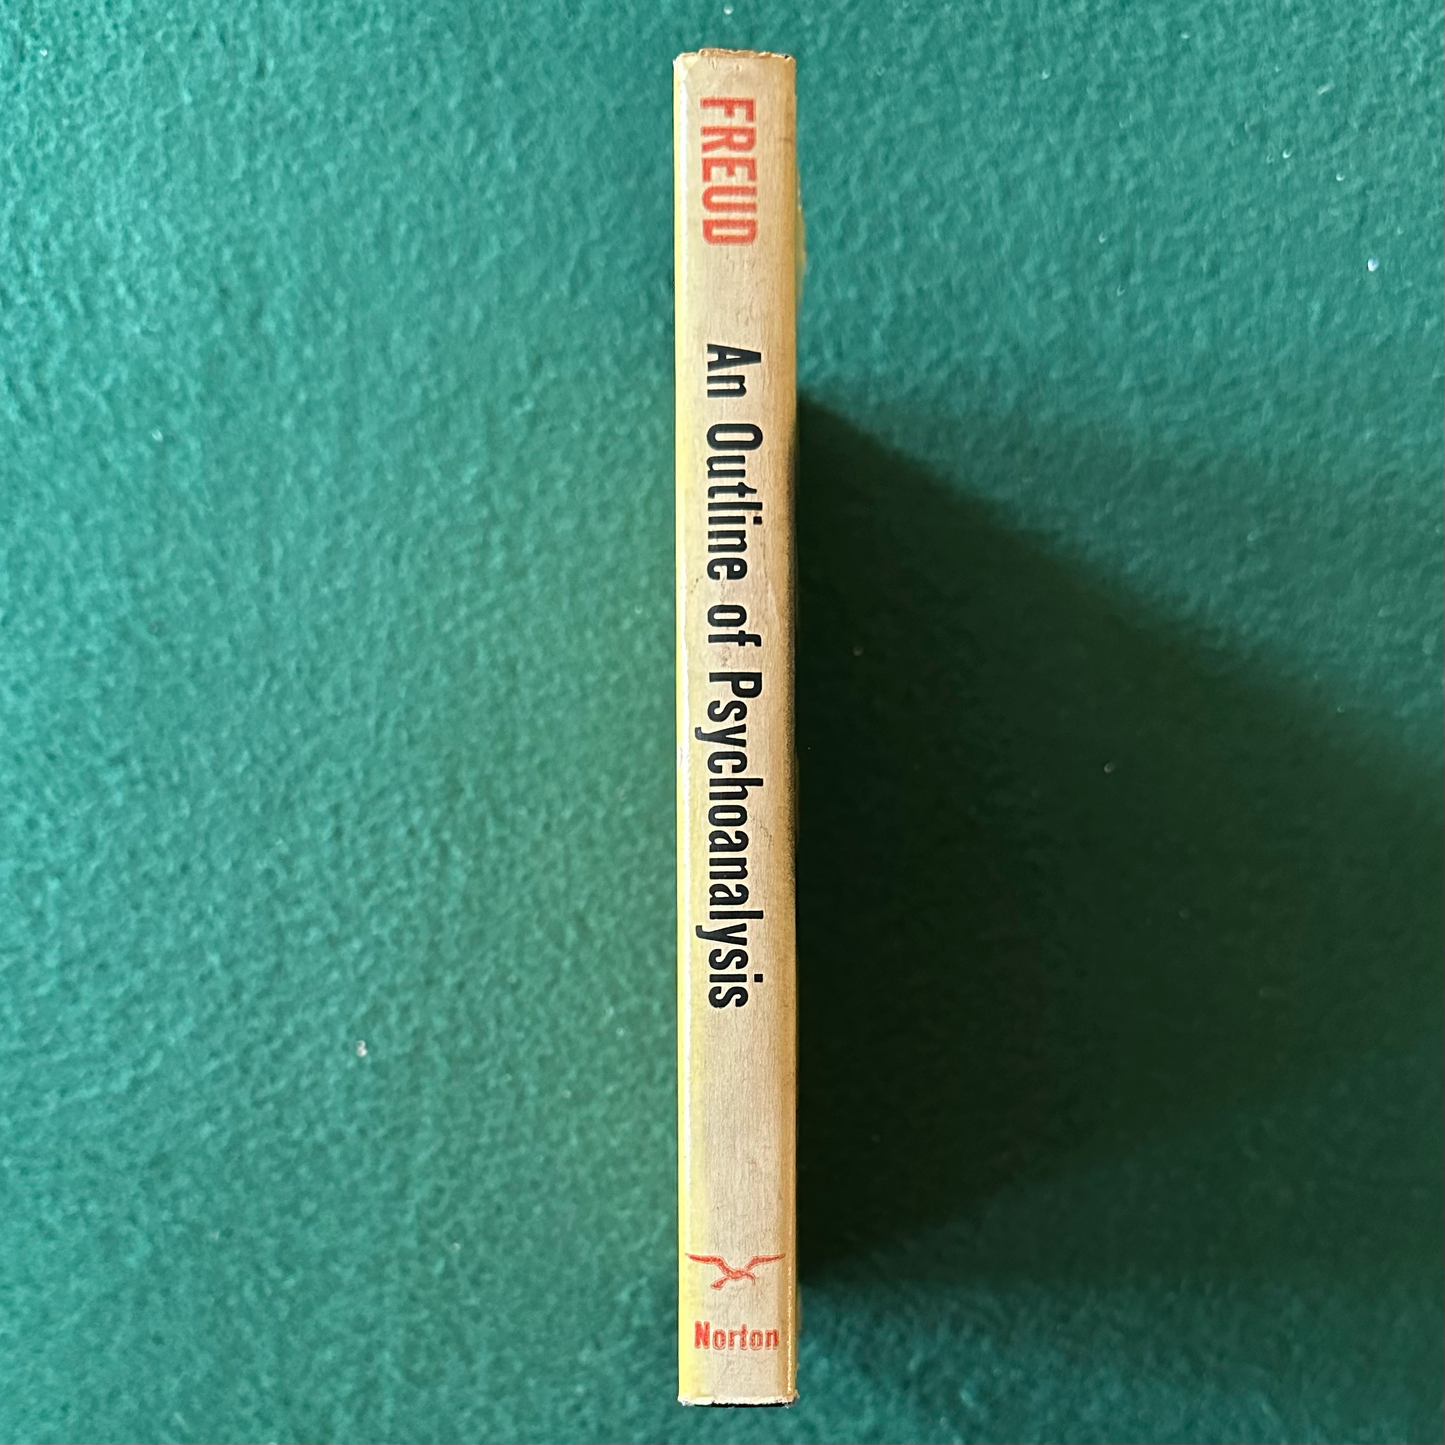 FREUD
An Outline of Psychoanalysis
Norton